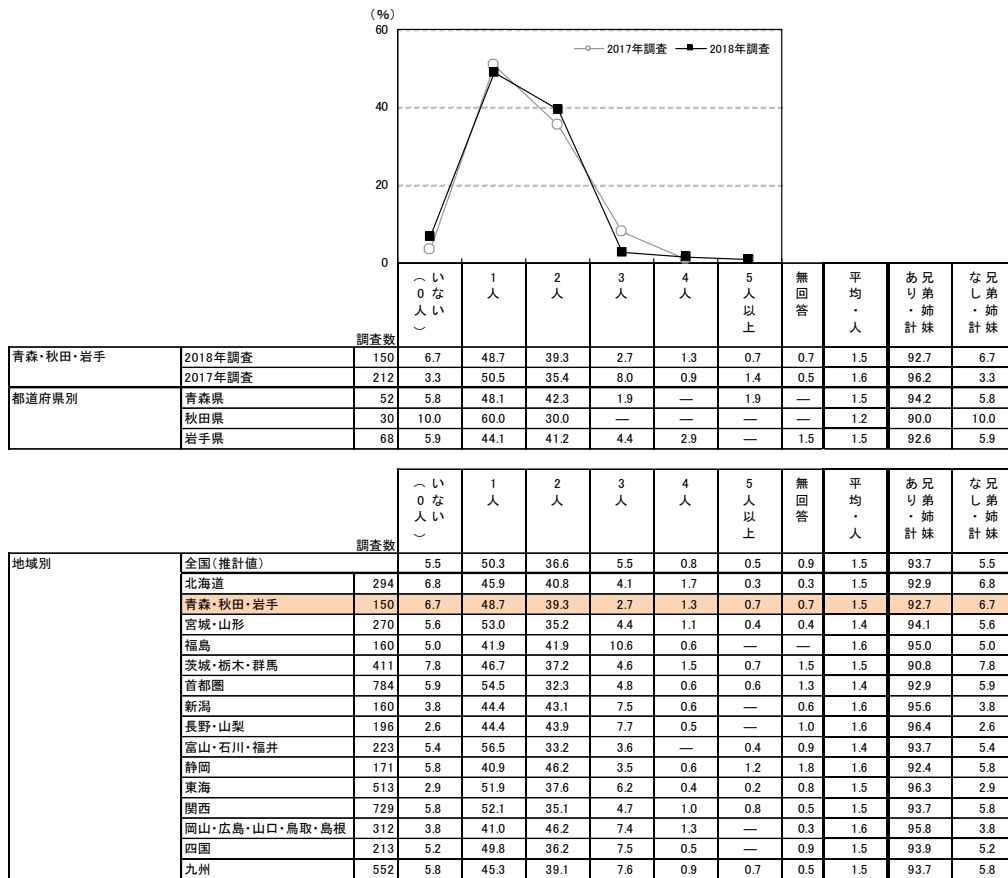 （%）
60
40
20
0
2017年調査 2018年調査
調査数 いない（０人） 1人 2人 3人 4人 5人以上 無回答 平均・人 兄弟姉妹あり・計 兄弟姉妹なし・計
青森・秋田・岩手 2018年調査 150 6.7 48.7 39.3 2.7 1.3 0.7 0.7 1.5 92.7 6.7
2017年調査 212 3.3 50.5 35.4 8.0 0.9 1.4 0.5 1.6 96.2 3.3
都道府県別 青森県 52 5.8 48.1 42.3 1.9 — 1.9 — 1.5 94.2 5.8
秋田県 30 10.0 60.0 30.0 — — — — 1.2 90.0 10.0
岩手県 68 5.9 44.1 41.2 4.4 2.9 — 1.5 1.5 92.6 5.9
調査数 いない（０人） 1人 2人 3人 4人 5人以上 無回答 平均・人 兄弟姉妹あり・計 兄弟姉妹なし・計
地域別 全国（推計値） 5.5 50.3 36.6 5.5 0.8 0.5 0.9 1.5 93.7 5.5
北海道 294 6.8 45.9 40.8 4.1 1.7 0.3 0.3 1.5 92.9 6.8
青森・秋田・岩手 150 6.7 48.7 39.3 2.7 1.3 0.7 0.7 1.5 92.7 6.7
宮城・山形 270 5.6 53.0 35.2 4.4 1.1 0.4 0.4 1.4 94.1 5.6
福島 160 5.0 41.9 41.9 10.6 0.6 — — 1.6 95.0 5.0
茨城・栃木・群馬 411 7.8 46.7 37.2 4.6 1.5 0.7 1.5 1.5 90.8 7.8
首都圏 784 5.9 54.5 32.3 4.8 0.6 0.6 1.3 1.4 92.9 5.9
新潟 160 3.8 44.4 43.1 7.5 0.6 — 0.6 1.6 95.6 3.8
長野・山梨 196 2.6 44.4 43.9 7.7 0.5 — 1.0 1.6 96.4 2.6
富山・石川・福井 223 5.4 56.5 33.2 3.6 — 0.4 0.9 1.4 93.7 5.4
静岡 171 5.8 40.9 46.2 3.5 0.6 1.2 1.8 1.6 92.4 5.8
東海 513 2.9 51.9 37.6 6.2 0.4 0.2 0.8 1.5 96.3 2.9
関西 729 5.8 52.1 35.1 4.7 1.0 0.8 0.5 1.5 93.7 5.8
岡山・広島・山口・鳥取・島根 312 3.8 41.0 46.2 7.4 1.3 — 0.3 1.6 95.8 3.8
四国 213 5.2 49.8 36.2 7.5 0.5 — 0.9 1.5 93.9 5.2
九州 552 5.8 45.3 39.1 7.6 0.9 0.7 0.5 1.5 93.7 5.8